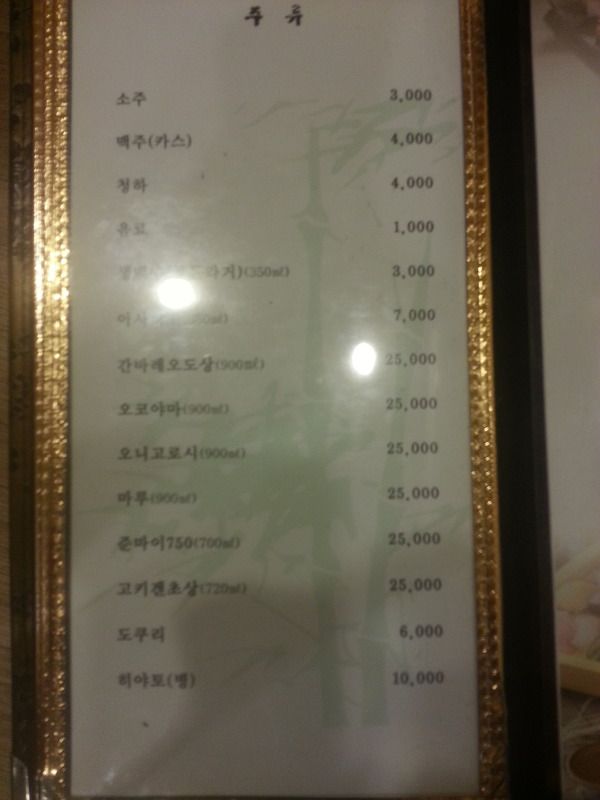 주 류
소주 3,000
맥주(카스) 4,000
청하 4,000
음료 1,000
(350㎖) 3,000
7,000
간바레오도상(900㎖) 25,000
오코야마(900㎖) 25,000
오니고로시(900㎖) 25,000
마루(900㎖) 25,000
준마이750(700㎖) 25,000
고키겐초상(720㎖) 25,000
도쿠리 6,000
히야토(병) 10,000